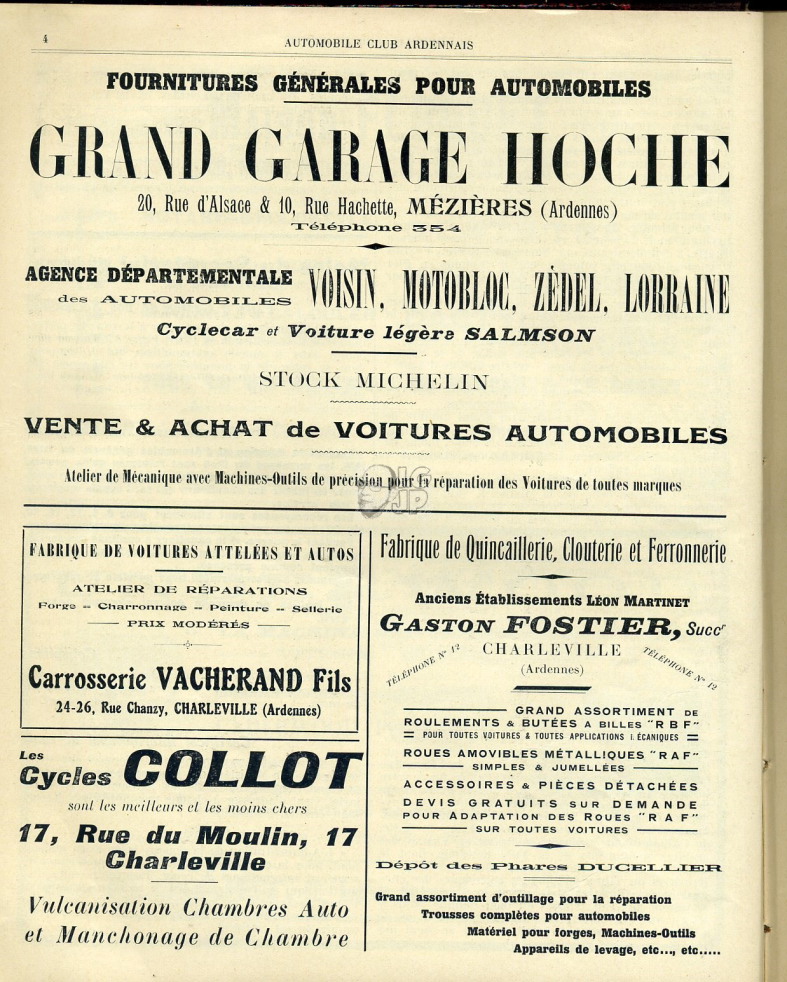 4
AUTOMOBILE CLUB ARDENNAIS
FOURNITURES GÉNÉRALES POUR AUTOMOBILES
GRAND GARAGE HOCHE
20, Rue d'Alsace & 10, Rue Hachette, MÉZIÈRES (Ardennes)
Téléphone 354
AGENCE DÉPARTEMENTALE
des AUTOMOBILES
VOISIN, MOTOBLOC, ZÈDEL, LORRAINE
Cyclecar et Voiture légère SALMSON
STOCK MICHELIN
VENTE & ACHAT de VOITURES AUTOMOBILES
Atelier de Mécanique avec Machines-Outils de précision pour la réparation des Voitures de toutes marques
FABRIQUE DE VOITURES ATTELÉES ET AUTOS
ATELIER DE RÉPARATIONS
Forge -- Charronnage -- Peinture -- Sellerie
PRIX MODÉRÉS
Carrosserie VACHERAND Fils
24-26, Rue Chanzy, CHARLEVILLE (Ardennes)
Les
Cycles COLLOT
sont les meilleurs et les moins chers
17, Rue du Moulin, 17
Charleville
Vulcanisation Chambres Auto
et Manchonage de Chambre
Fabrique de Quincaillerie, Clouterie et Ferronnerie
Anciens Établissements LÉON MARTINET
GASTON FOSTIER, Succr
CHARLEVILLE
TÉLÉPHONE No 12
TÉLÉPHONE No 12
(Ardennes)
GRAND ASSORTIMENT DE
ROULEMENTS & BUTÉES A BILLES "RBF"
POUR TOUTES VOITURES & TOUTES APPLICATIONS ÉCANIQUES
ROUES AMOVIBLES MÉTALLIQUES "RAF"
SIMPLES & JUMELLÉES
ACCESSOIRES & PIÈCES DÉTACHÉES
DEVIS GRATUITS SUR DEMANDE
POUR ADAPTATION DES ROUES "RAF"
SUR TOUTES VOITURES
Dépôt des Phares DUCELLIER
Grand assortiment d'outillage pour la réparation
Trousses complètes pour automobiles
Matériel pour forges, Machines-Outils
Appareils de levage, etc..., etc.....